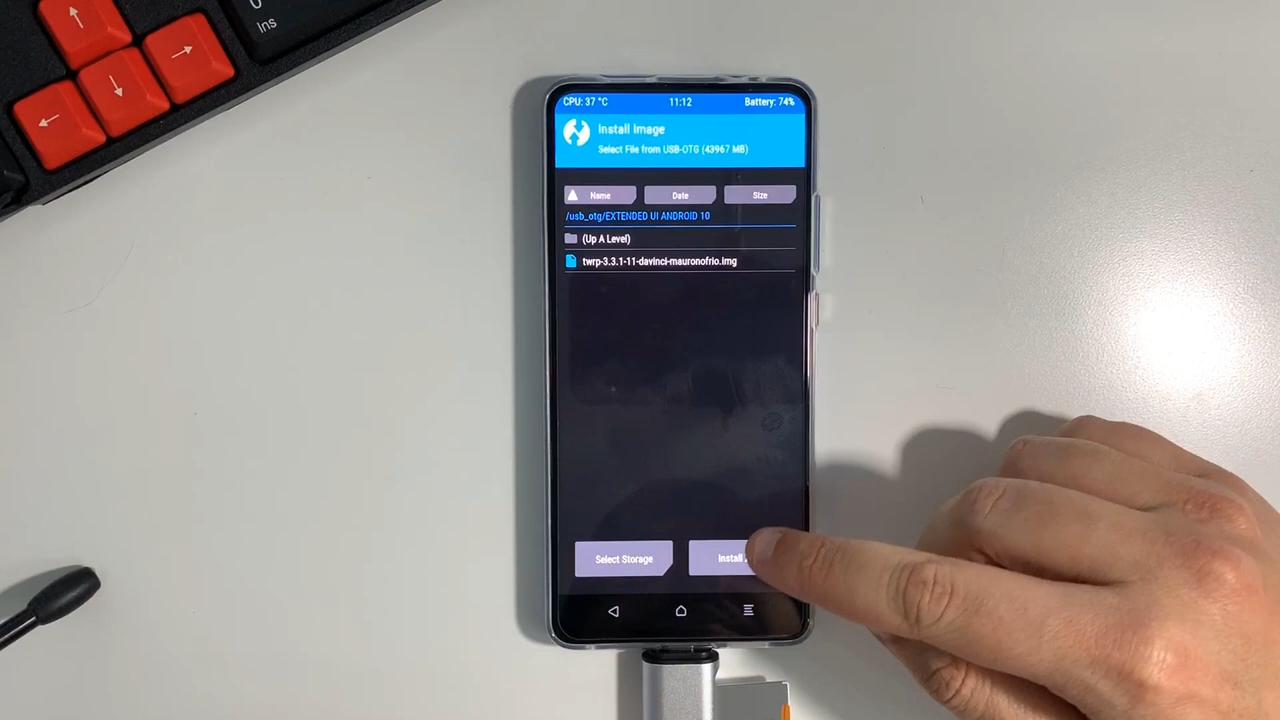 Ins
CPU: 37 °C 11:12 Battery: 74%
Install Image
Select File from USB-OTG (43967 MB)
Name Date Size
/usb_otg/EXTENDED UI ANDROID 10
(Up A Level)
twrp-3.3.1-11-davinci-mauronofrio.img
Select Storage Install